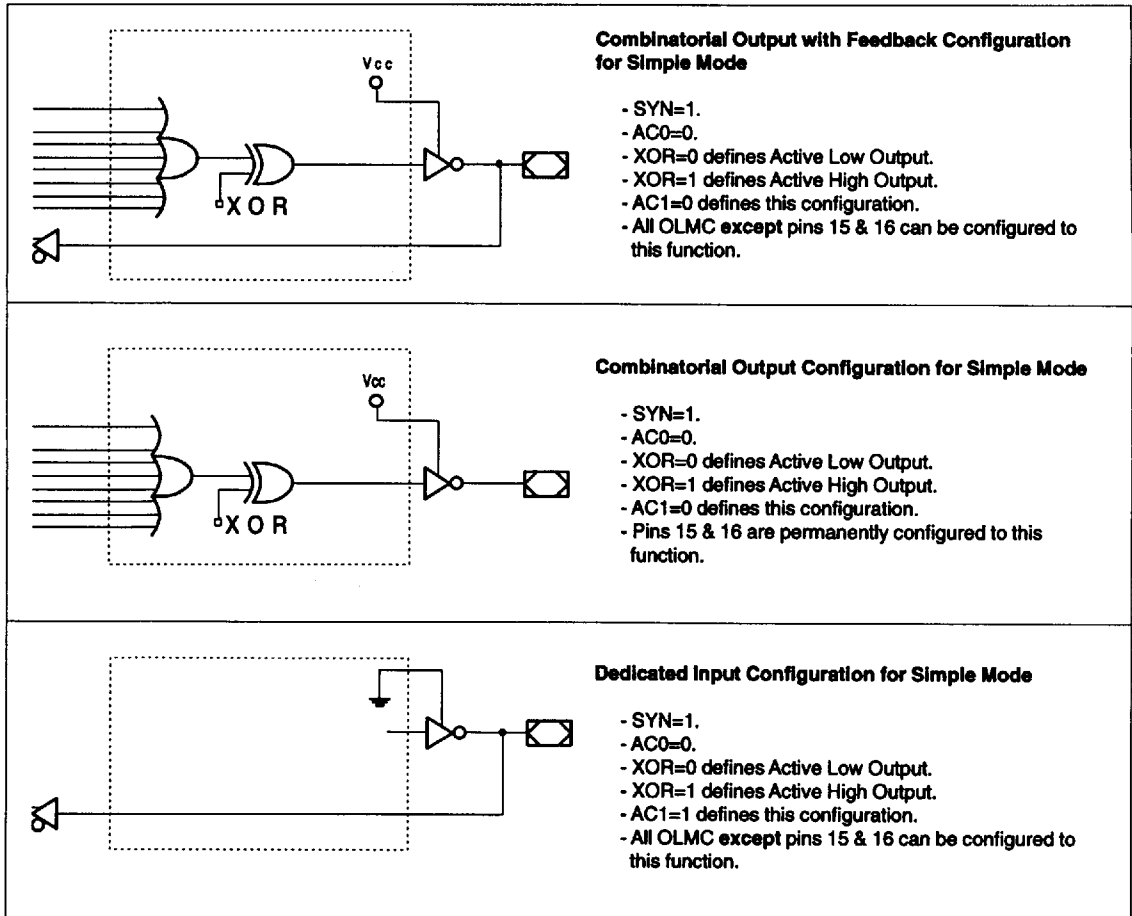 Combinatorial Output with Feedback Configuration
for Simple Mode
Vcc
- SYN=1.
- AC0=0.
- XOR=0 defines Active Low Output.
- XOR=1 defines Active High Output.
- AC1=0 defines this configuration.
- All OLMC except pins 15 & 16 can be configured to
this function.
XOR
Combinatorial Output Configuration for Simple Mode
Vcc
- SYN=1.
- AC0=0.
- XOR=0 defines Active Low Output.
- XOR=1 defines Active High Output.
- AC1=0 defines this configuration.
- Pins 15 & 16 are permanently configured to this
function.
XOR
Dedicated Input Configuration for Simple Mode
- SYN=1.
- AC0=0.
- XOR=0 defines Active Low Output.
- XOR=1 defines Active High Output.
- AC1=1 defines this configuration.
- All OLMC except pins 15 & 16 can be configured to
this function.